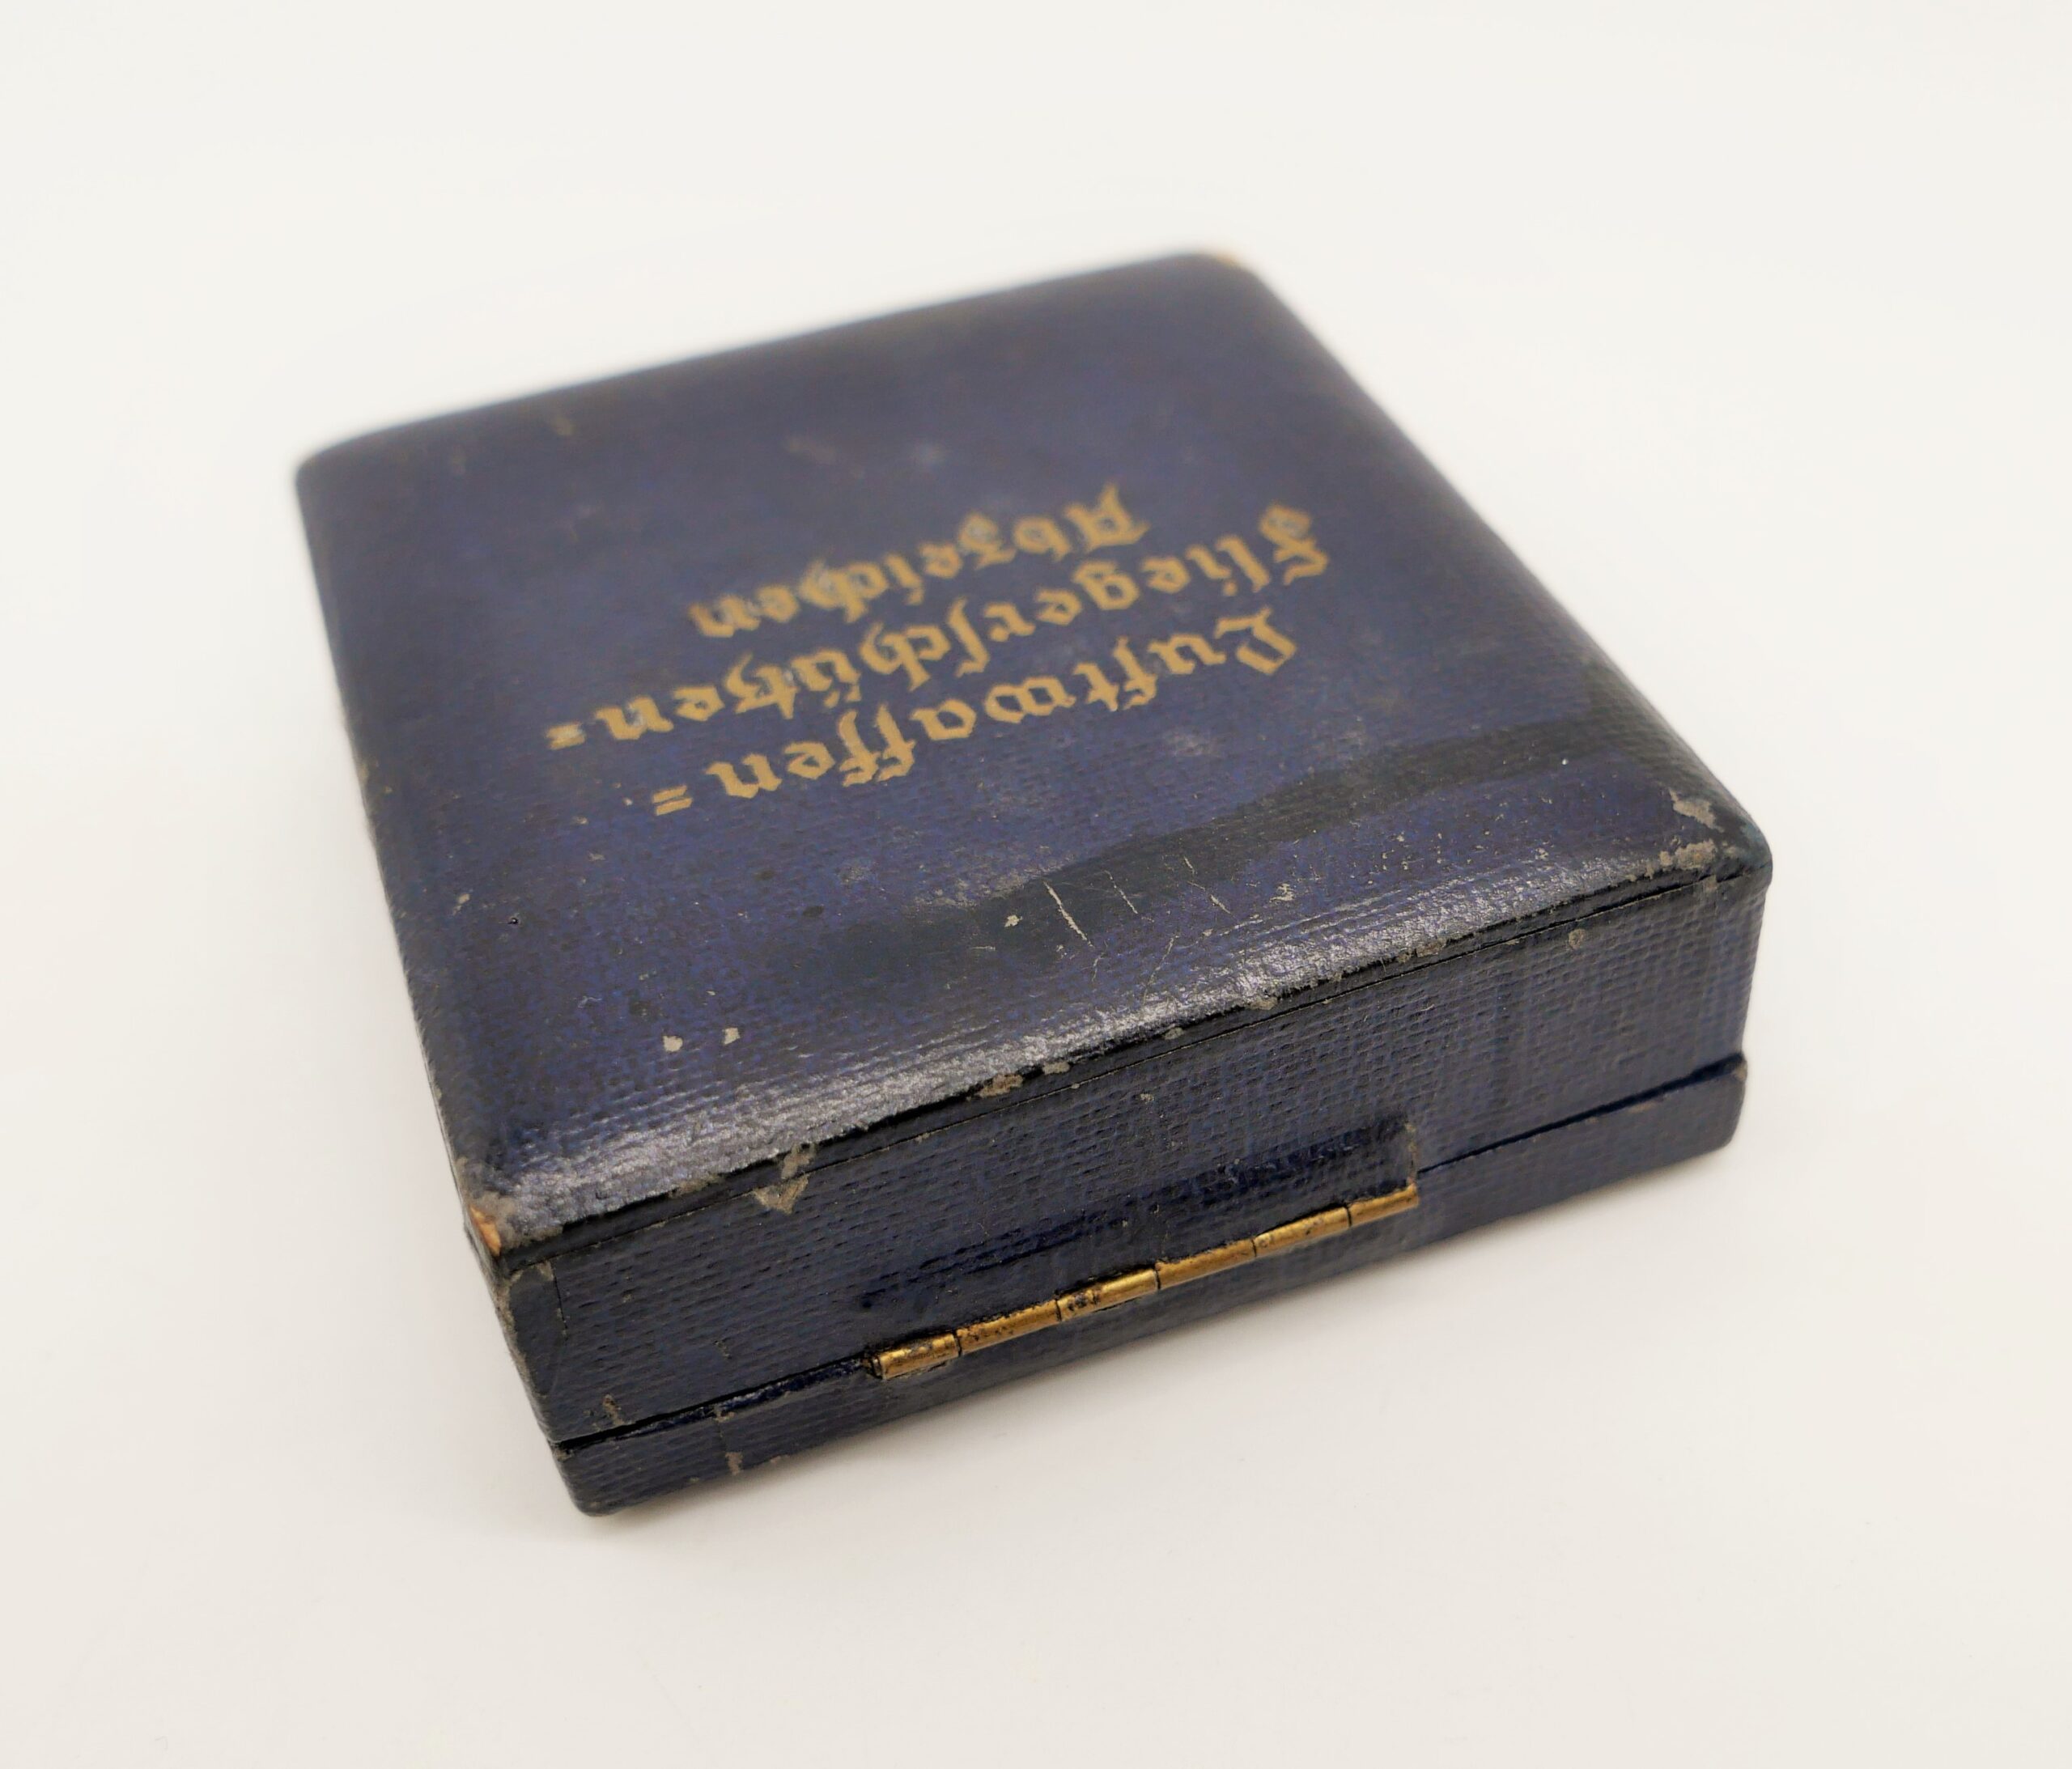 Luftwaffen=
Fliegerſchützen=
Abzeichen